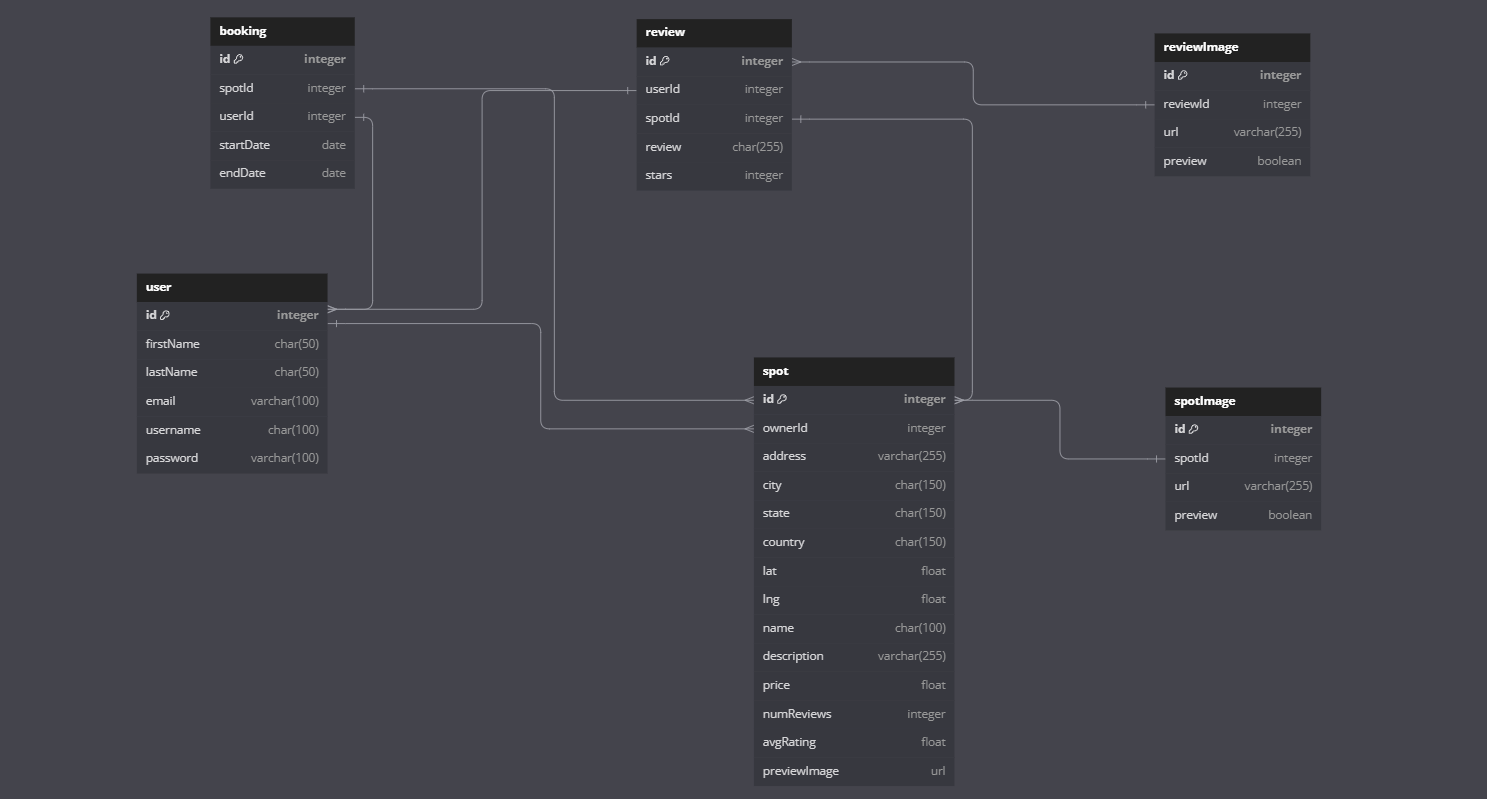 booking
id integer
spotId integer
userId integer
startDate date
endDate date
review
id integer
userId integer
spotId integer
review char(255)
stars integer
reviewImage
id integer
reviewId integer
url varchar(255)
preview boolean
user
id integer
firstName char(50)
lastName char(50)
email varchar(100)
username char(100)
password varchar(100)
spot
id integer
ownerId integer
address varchar(255)
city char(150)
state char(150)
country char(150)
lat float
lng float
name char(100)
description varchar(255)
price float
numReviews integer
avgRating float
previewImage url
spotImage
id integer
spotId integer
url varchar(255)
preview boolean